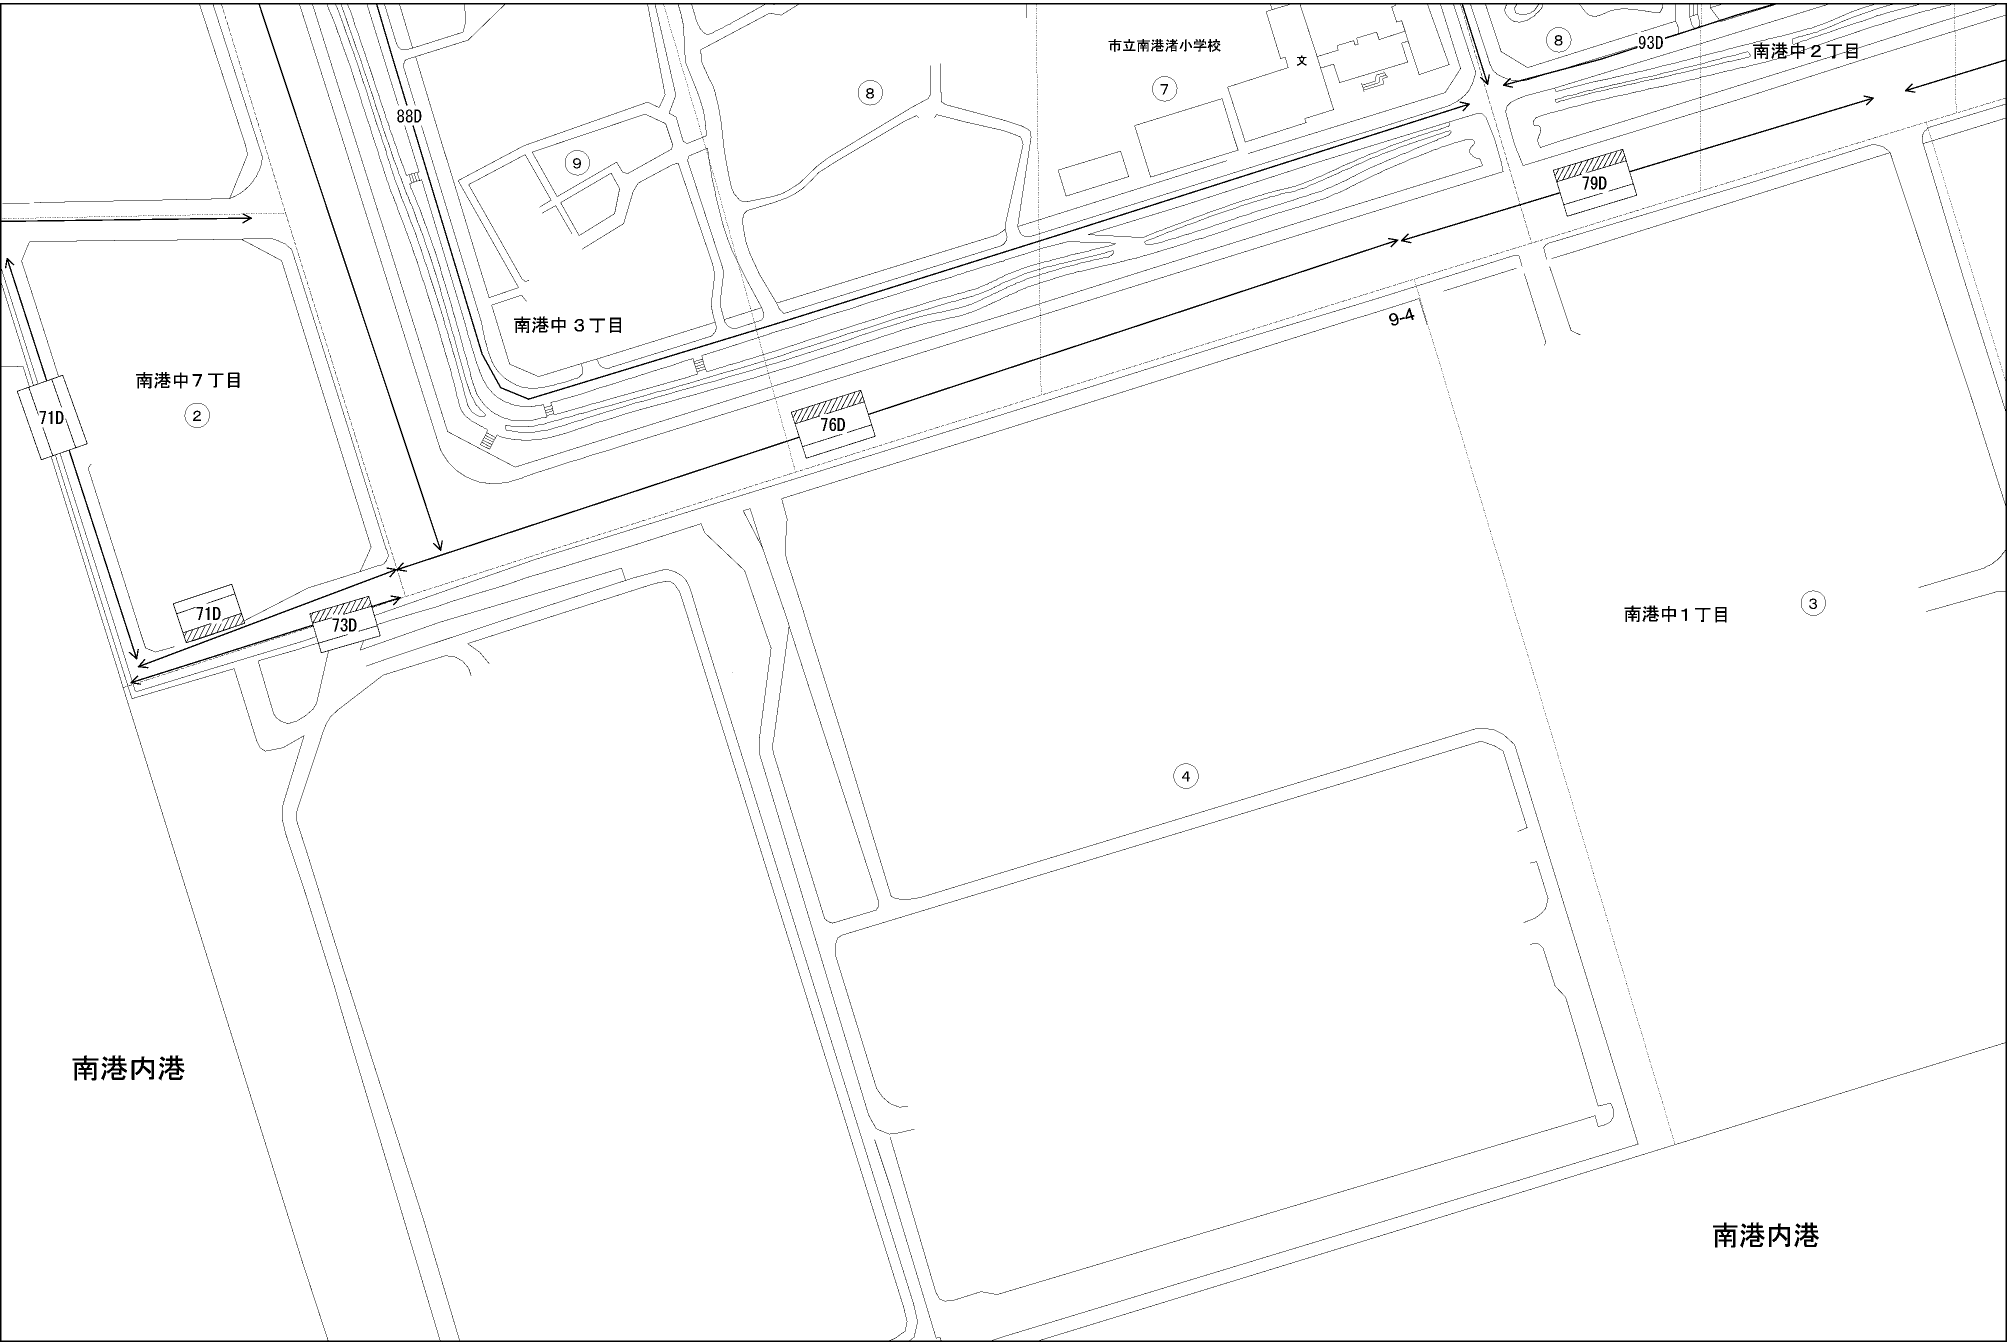 市立南港渚小学校
文
⑦
⑧
93D
南港中2丁目
⑧
88D
⑨
79D
南港中3丁目
9-4
南港中7丁目
②
71D
76D
71D
73D
南港中1丁目
③
④
南港内港
南港内港